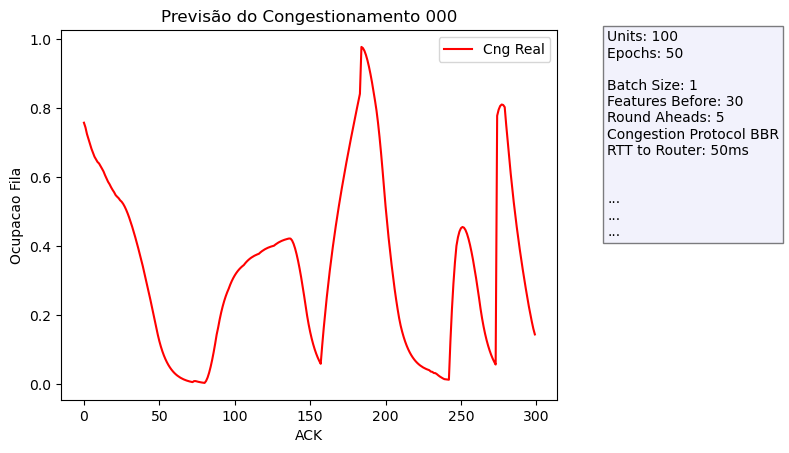 Previsão do Congestionamento 000
Cng Real
1.0
0.8
0.6
0.4
0.2
0.0
Ocupacao Fila
0
50
100
150
200
250
300
ACK
Units: 100
Epochs: 50
Batch Size: 1
Features Before: 30
Round Aheads: 5
Congestion Protocol BBR
RTT to Router: 50ms
...
...
...